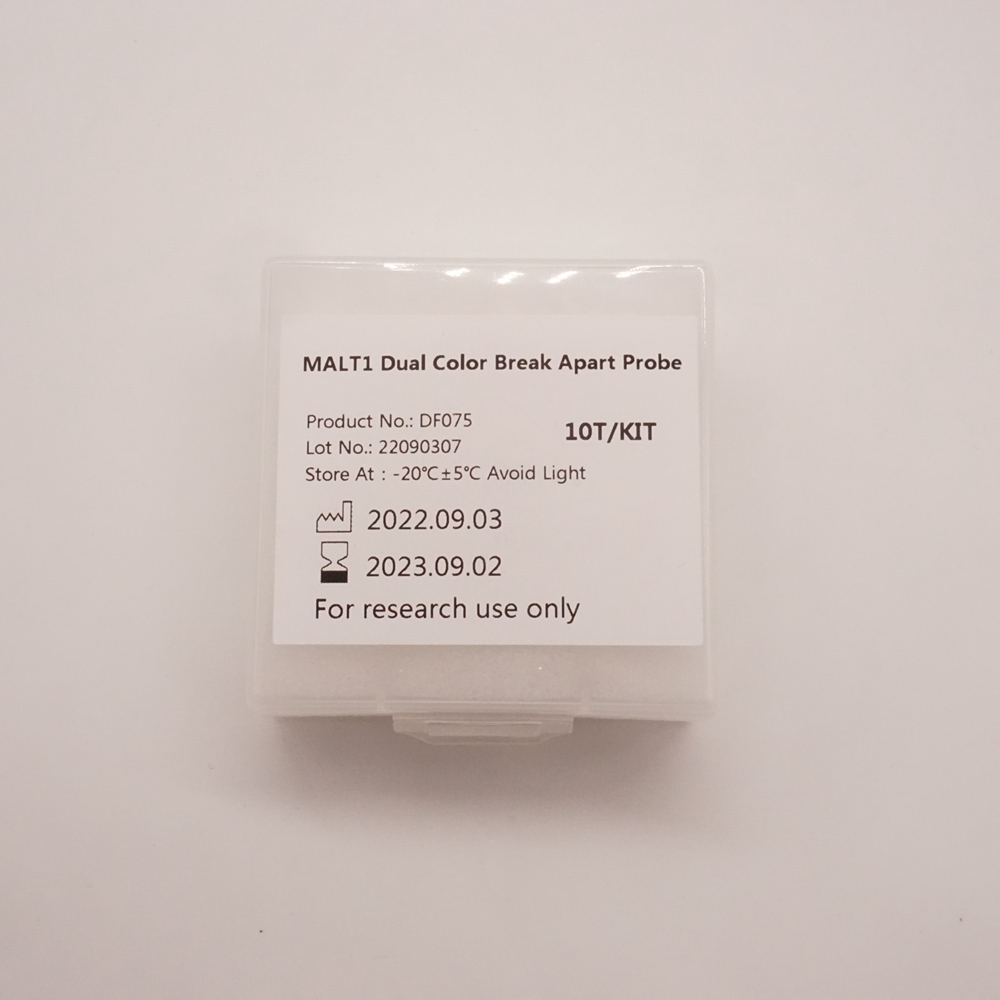 MALT1 Dual Color Break Apart Probe
Product No.: DF075
10T/KIT
Lot No.: 22090307
Store At : -20℃±5℃ Avoid Light
2022.09.03
2023.09.02
For research use only